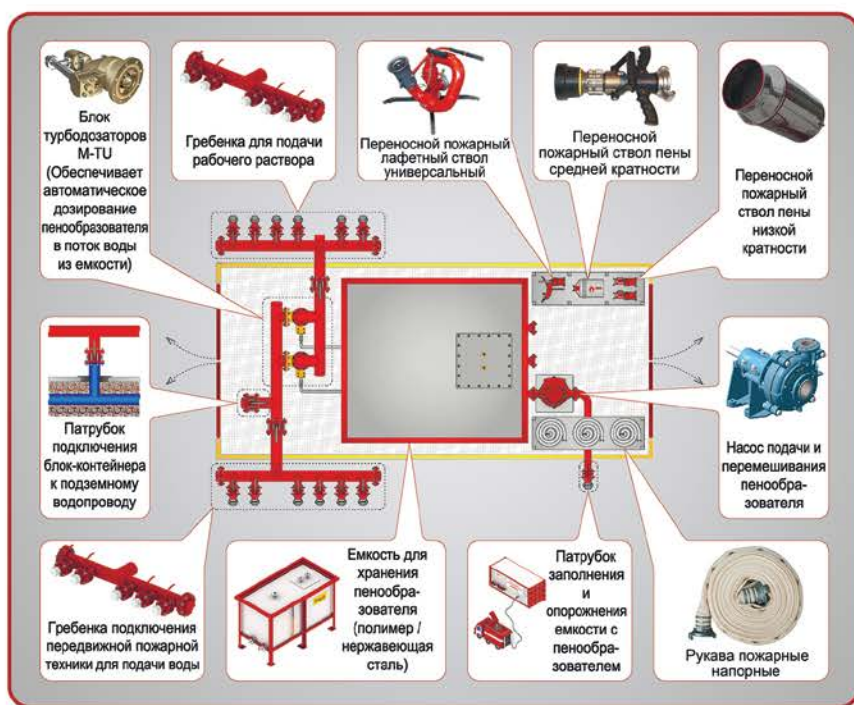 Блок
турбодозаторов
M-TU
(Обеспечивает
автоматическое
дозирование
пенообразователя
в поток воды
из емкости)
Гребенка для подачи
рабочего раствора
Переносной пожарный
лафетный ствол
универсальный
Переносной
пожарный ствол пены
средней кратности
Переносной
пожарный
ствол пены
низкой
кратности
Патрубок
подключения
блок-контейнера
к подземному
водопроводу
Насос подачи и
перемешивания
пенообра-
зователя
Гребенка подключения
передвижной пожарной
техники для подачи воды
Емкость для
хранения
пенообра-
зователя
(полимер /
нержавеющая
сталь)
Патрубок
заполнения
и
опорожнения
емкости с
пенообра-
зователем
Рукава пожарные
напорные